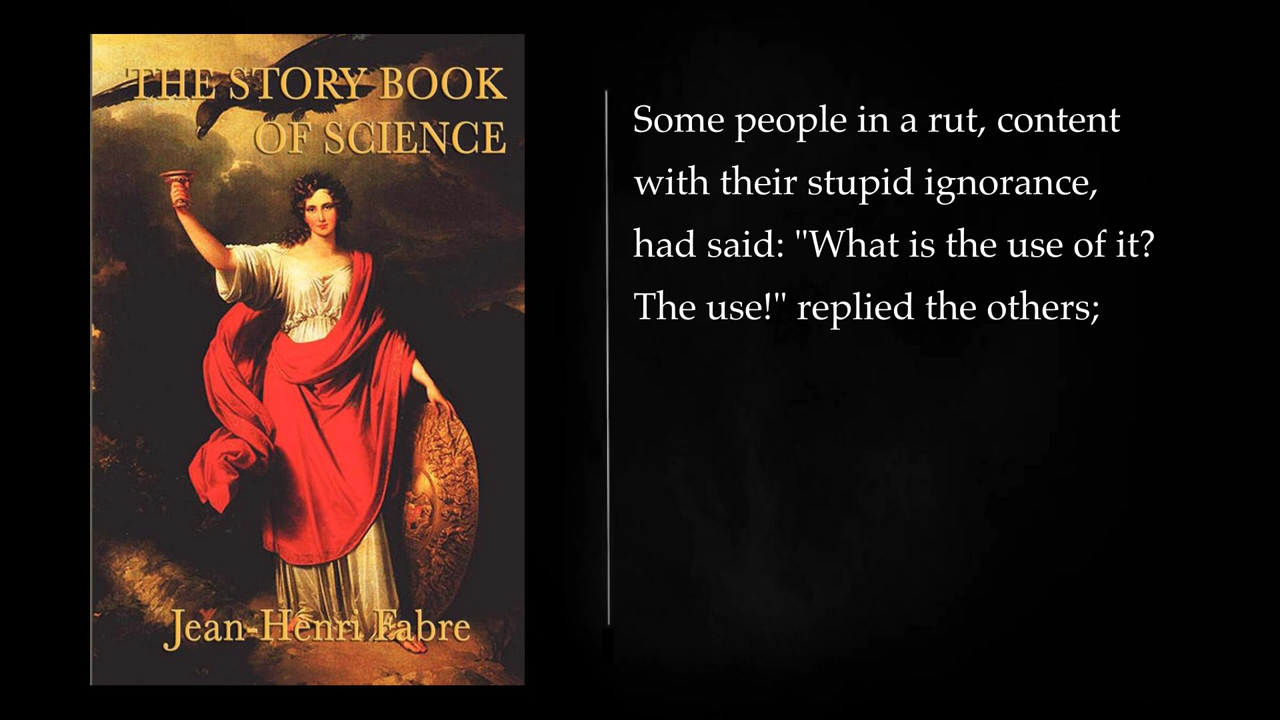 THE STORY BOOK
OF SCIENCE
Jean-Henri Fabre
Some people in a rut, content
with their stupid ignorance,
had said: "What is the use of it?
The use!" replied the others;